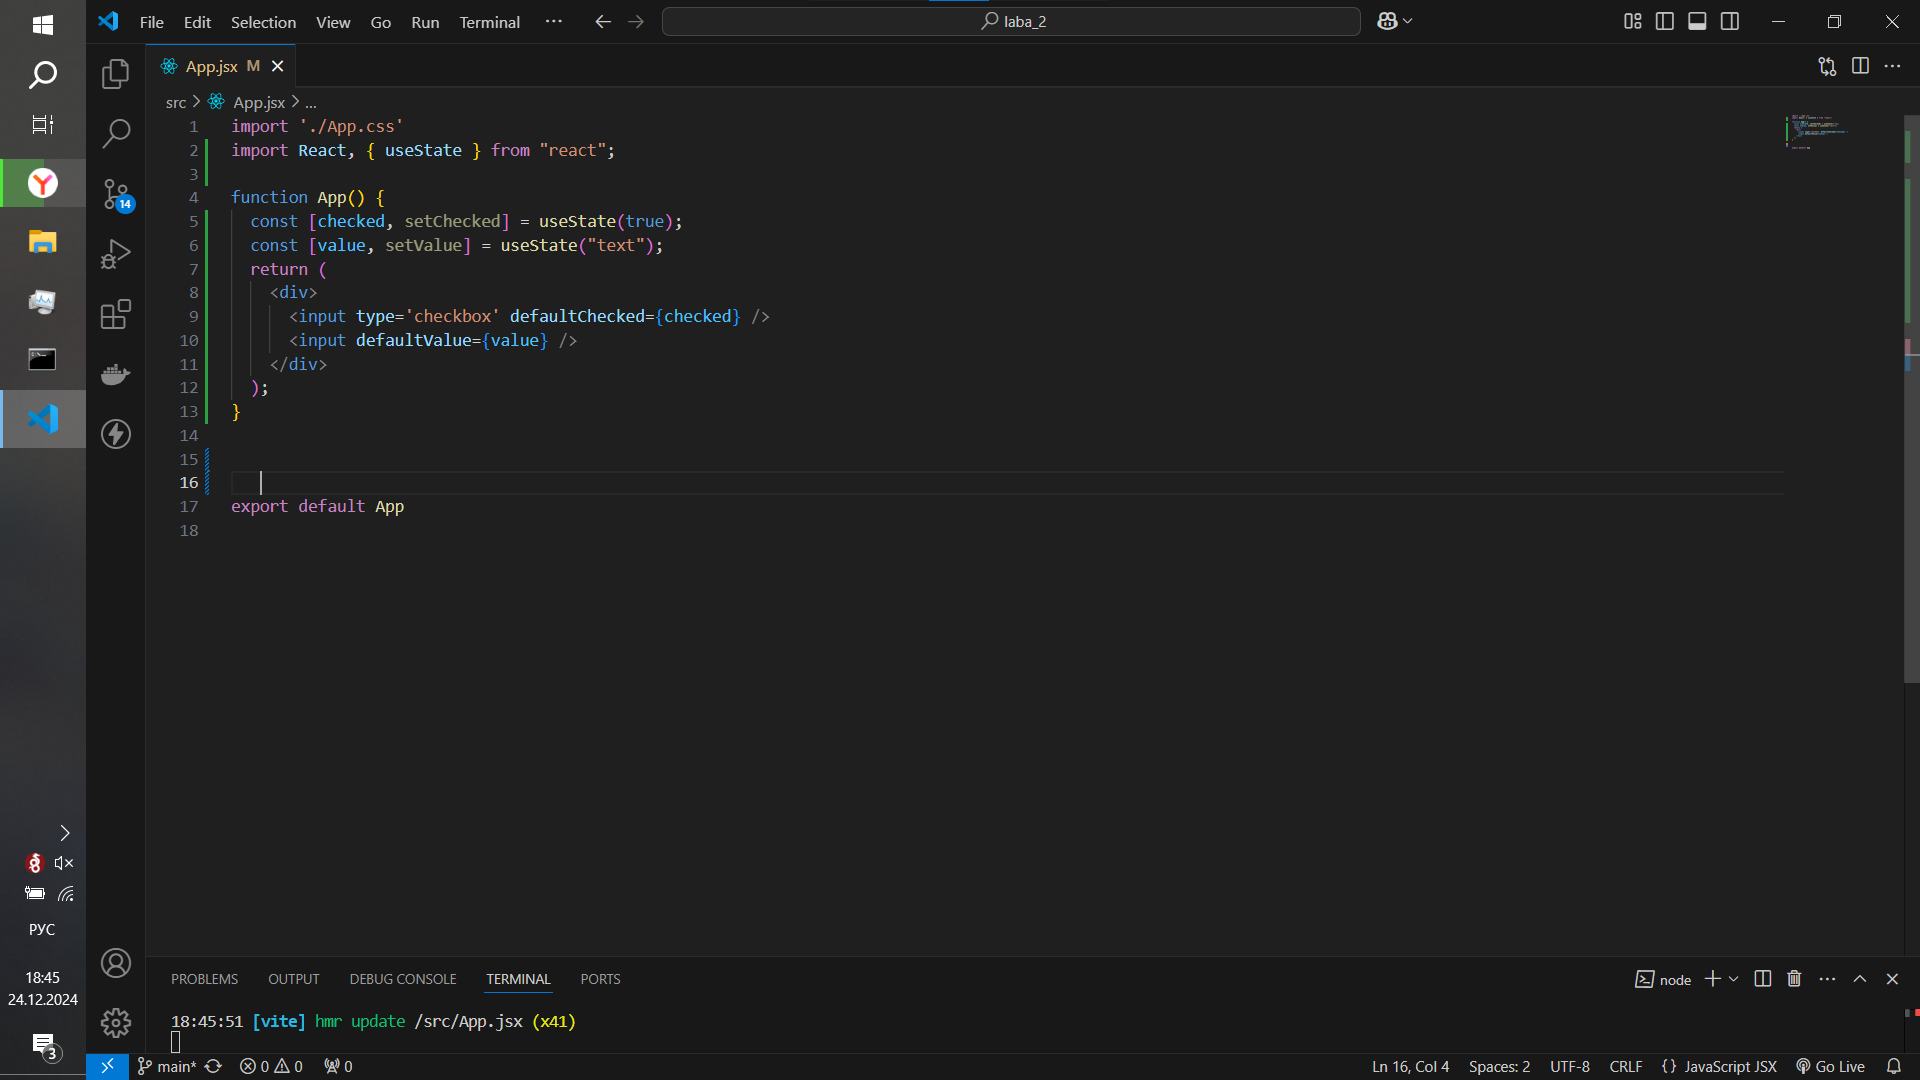 File Edit Selection View Go Run Terminal ··· laba_2
App.jsx M
src > App.jsx > ...
1 import './App.css'
2 import React, { useState } from "react";
3
4 function App() {
5 const [checked, setChecked] = useState(true);
6 const [value, setValue] = useState("text");
7 return (
8 <div>
9 <input type='checkbox' defaultChecked={checked} />
10 <input defaultValue={value} />
11 </div>
12 );
13 }
14
15
16
17 export default App
18
14
PROBLEMS OUTPUT DEBUG CONSOLE TERMINAL PORTS node
18:45:51 [vite] hmr update /src/App.jsx (x41)
main* 0 0 0 Ln 16, Col 4 Spaces: 2 UTF-8 CRLF {} JavaScript JSX Go Live
РУС
18:45
24.12.2024
3